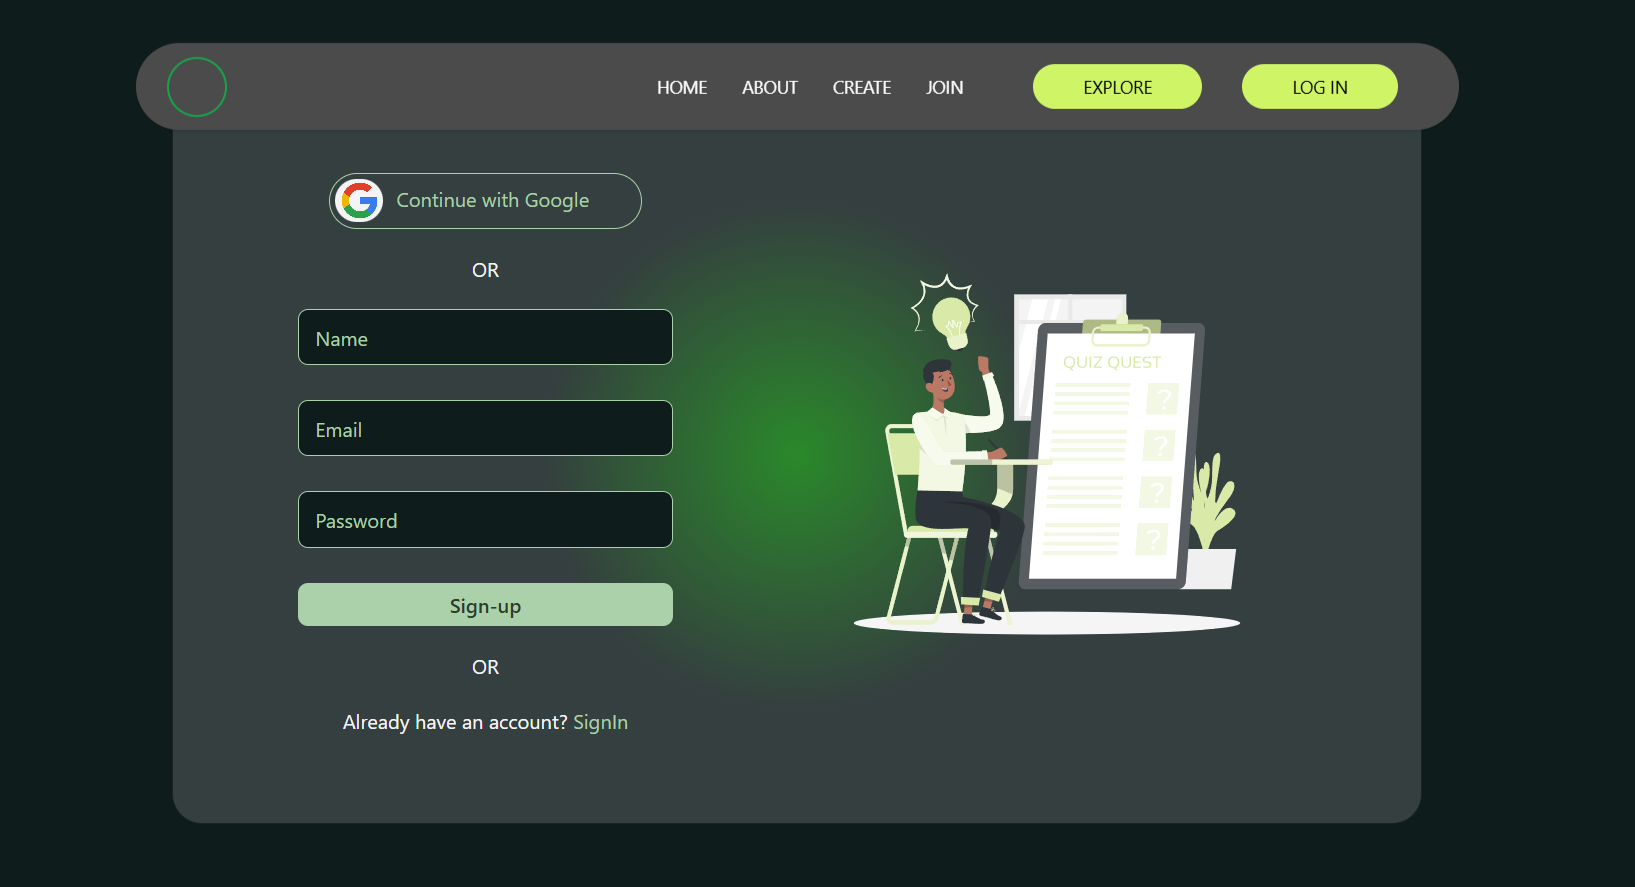 HOME ABOUT CREATE JOIN EXPLORE LOG IN
Continue with Google
OR
Name
Email
Password
Sign-up
OR
Already have an account? SignIn
QUIZ QUEST
?
?
?
?